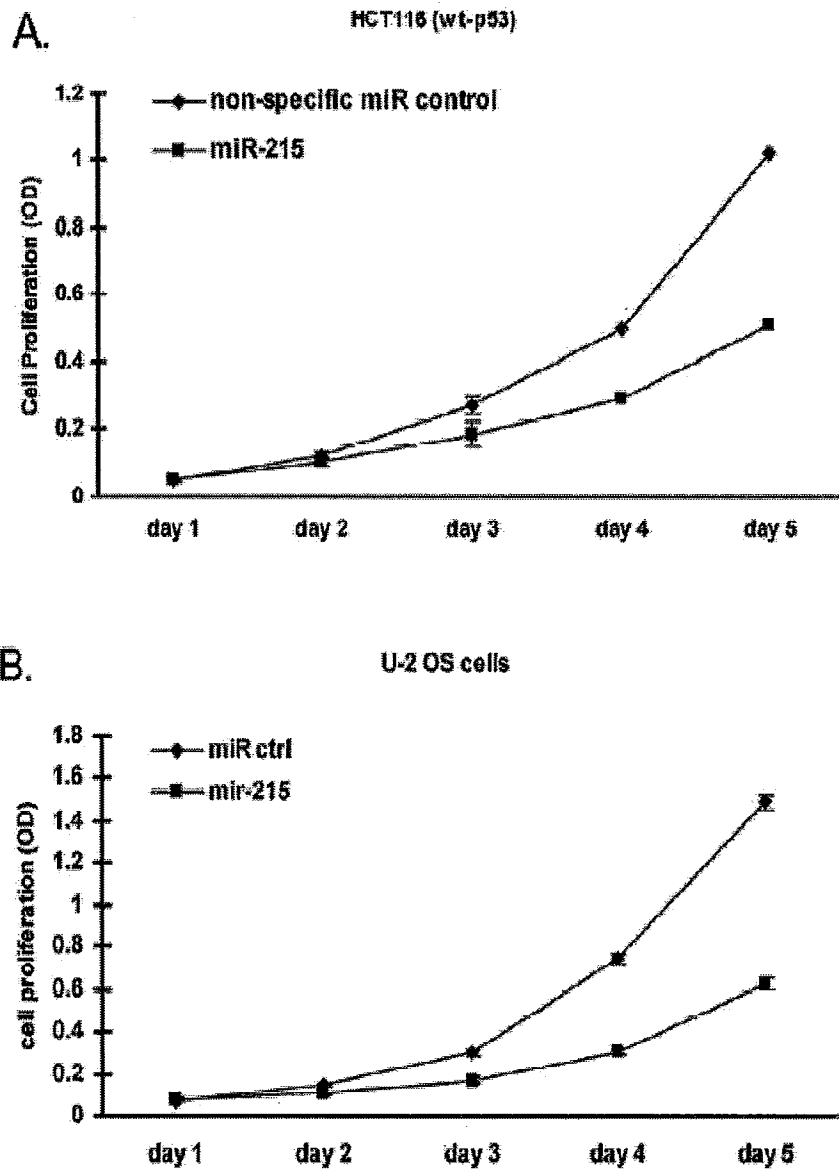 A.
HCT116 (wt-p53)
1.2
1
0.8
0.6
0.4
0.2
0
Cell Proliferation (OD)
non-specific miR control
miR-215
day 1 day 2 day 3 day 4 day 5
B.
U-2 OS cells
1.8
1.6
1.4
1.2
1
0.8
0.6
0.4
0.2
0
cell proliferation (OD)
miR ctrl
mir-215
day 1 day 2 day 3 day 4 day 5